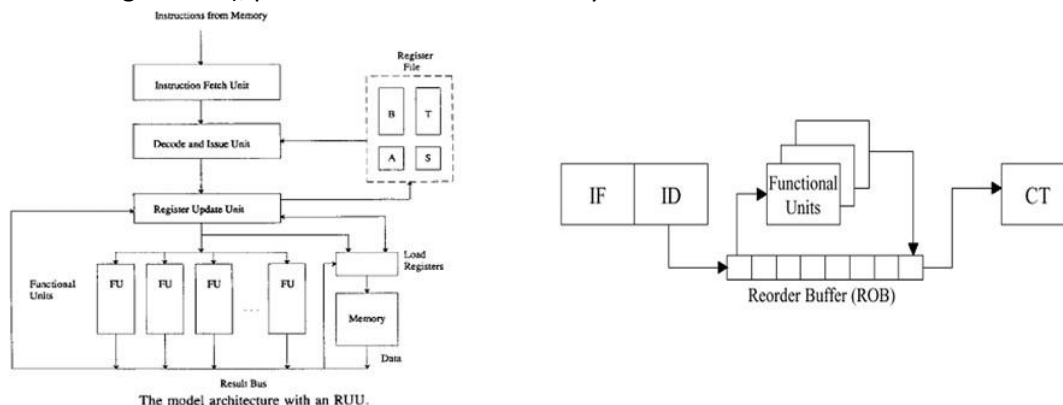 Instructions from Memory
Register
File
Instruction Fetch Unit
B T
Decode and Issue Unit
A S
Register Update Unit
Load
Registers
Functional
Units
FU FU FU FU
...
Memory
Data
Result Bus
The model architecture with an RUU.
IF ID
Functional
Units
CT
Reorder Buffer (ROB)